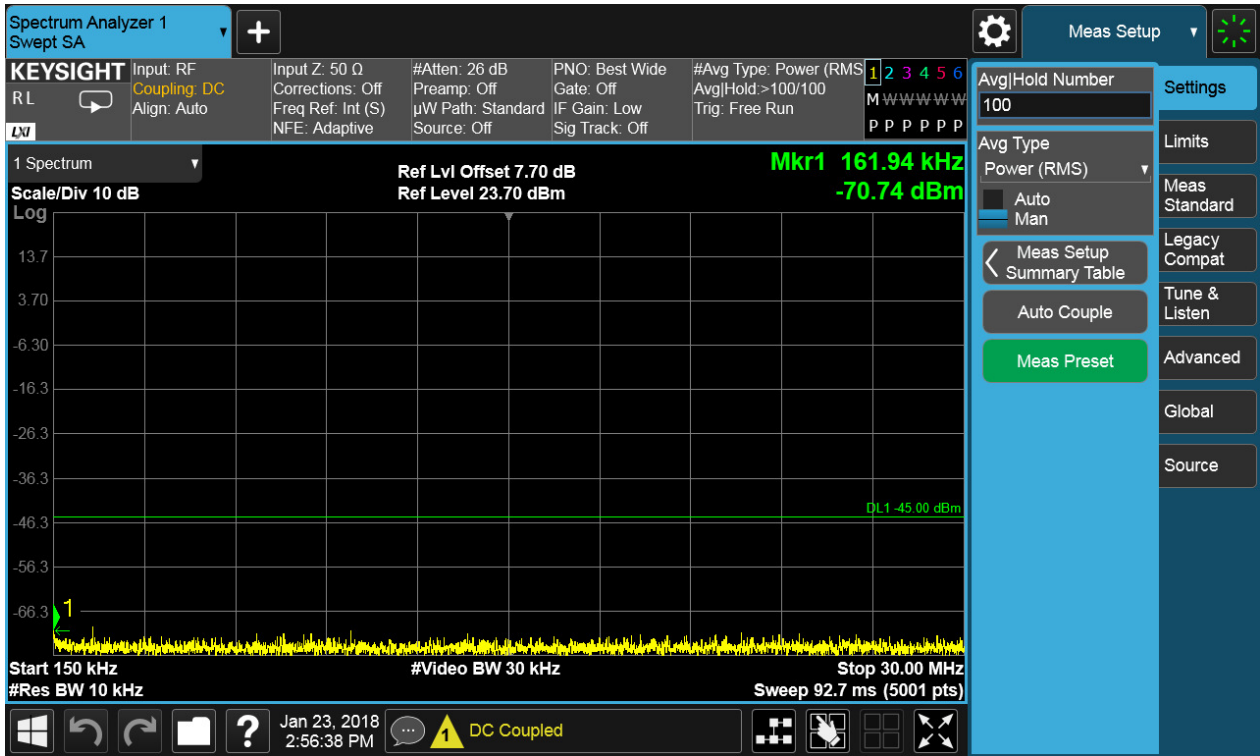 Spectrum Analyzer 1
Swept SA
+
Meas Setup
KEYSIGHT
R L
LXI
Input: RF
Coupling: DC
Align: Auto
Input Z: 50 Ω
Corrections: Off
Freq Ref: Int (S)
NFE: Adaptive
#Atten: 26 dB
Preamp: Off
µW Path: Standard
Source: Off
PNO: Best Wide
Gate: Off
IF Gain: Low
Sig Track: Off
#Avg Type: Power (RMS
Avg|Hold:>100/100
Trig: Free Run
1 2 3 4 5 6
M W W W W W
P P P P P P
1 Spectrum
Scale/Div 10 dB
Log
Ref Lvl Offset 7.70 dB
Ref Level 23.70 dBm
Mkr1 161.94 kHz
-70.74 dBm
13.7
3.70
-6.30
-16.3
-26.3
-36.3
-46.3
-56.3
-66.3
DL1 -45.00 dBm
1
Start 150 kHz
#Res BW 10 kHz
#Video BW 30 kHz
Stop 30.00 MHz
Sweep 92.7 ms (5001 pts)
Avg|Hold Number
100
Avg Type
Power (RMS)
Auto
Man
Meas Setup
Summary Table
Auto Couple
Meas Preset
Settings
Limits
Meas
Standard
Legacy
Compat
Tune &
Listen
Advanced
Global
Source
?
Jan 23, 2018
2:56:38 PM
1
DC Coupled